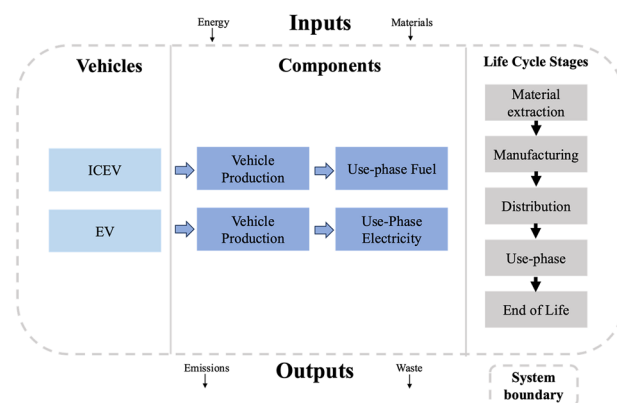 Energy
Inputs
Materials
Vehicles
Components
Life Cycle Stages
Material
extraction
Manufacturing
Distribution
Use-phase
End of Life
ICEV
Vehicle
Production
Use-phase Fuel
EV
Vehicle
Production
Use-Phase
Electricity
Emissions
Outputs
Waste
System
boundary